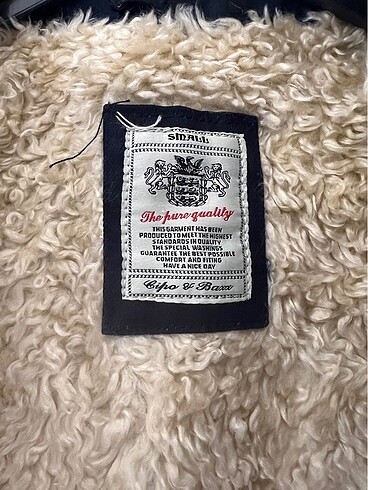 SMALL
The pure quality
THIS GARMENT HAS BEEN
PRODUCED TO MEET THE HIGHEST
STANDARDS IN QUALITY
THE SPECIAL WASHINGS
GUARANTEE THE BEST POSSIBLE
COMFORT AND FITING
HAVE A NICE DAY
Cipo & Baxx